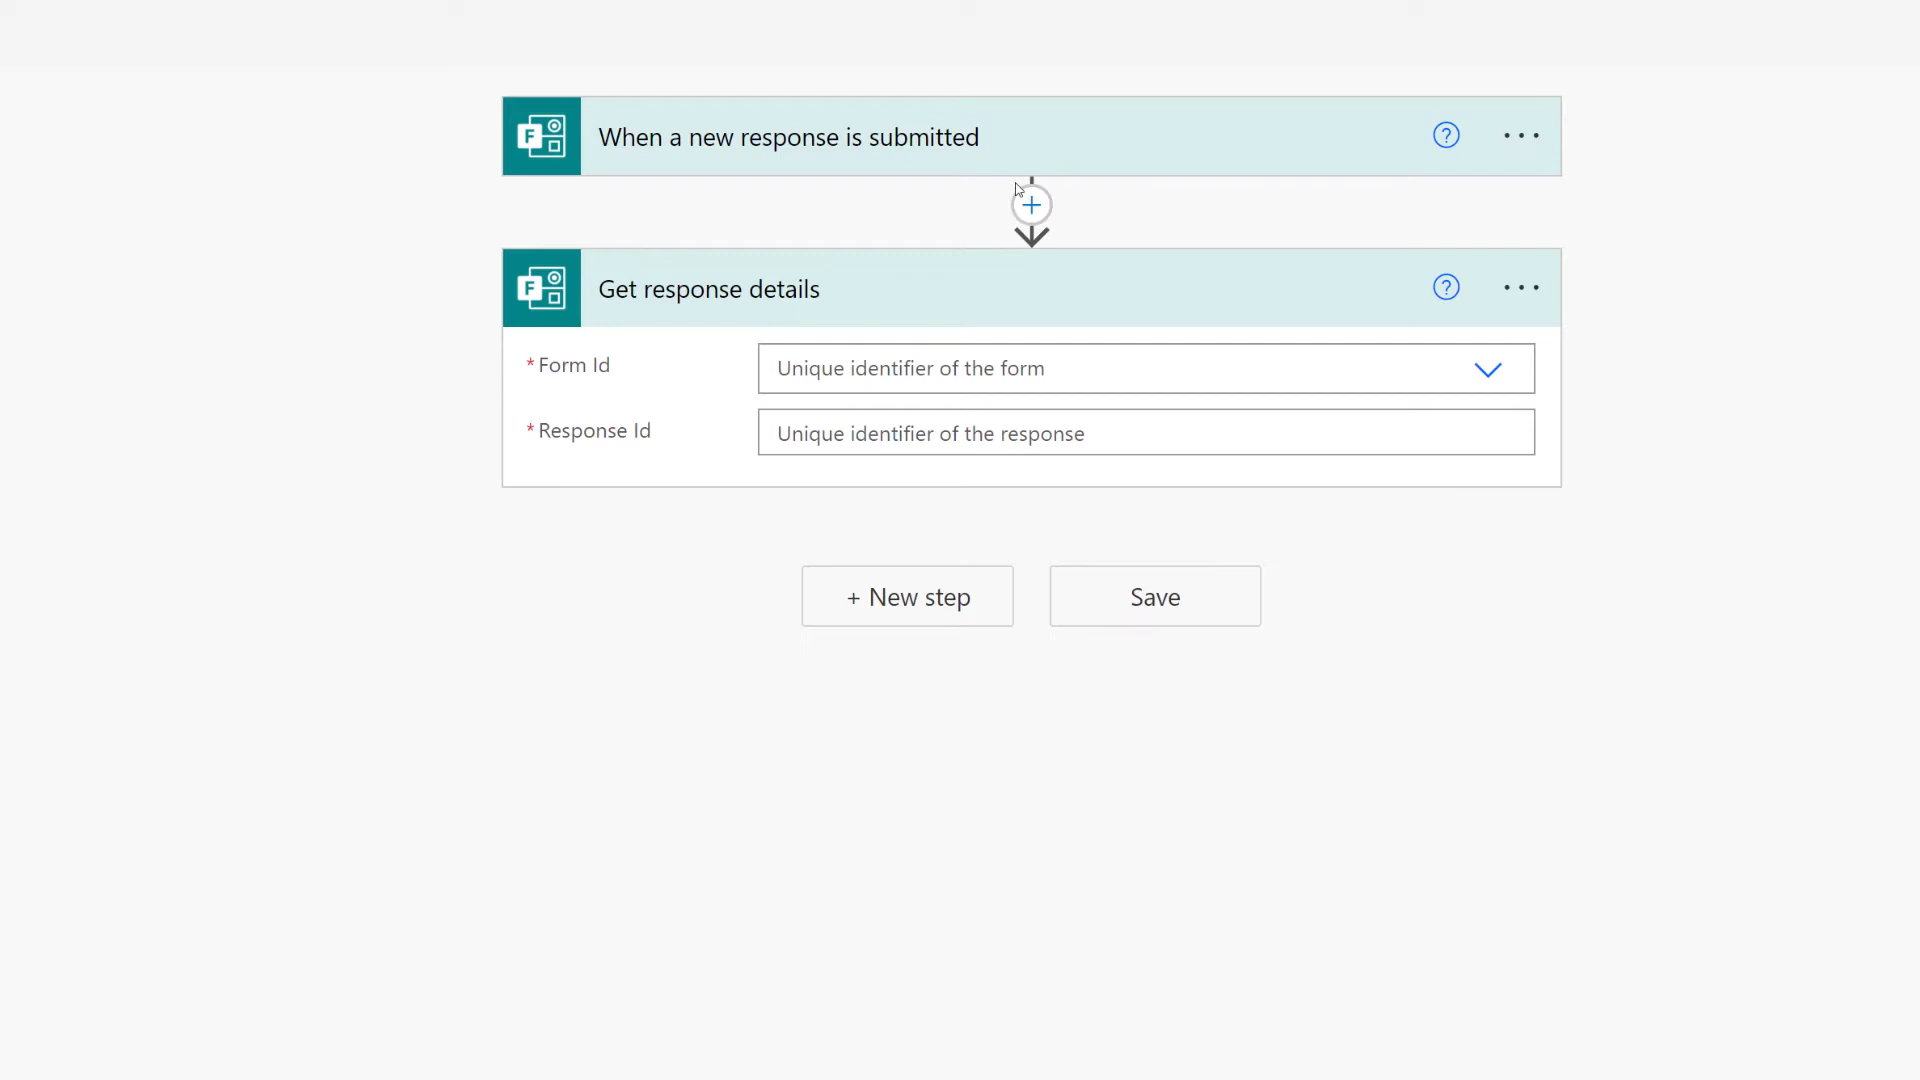 F
When a new response is submitted
?
...
+
F
Get response details
?
...
* Form Id
Unique identifier of the form
* Response Id
Unique identifier of the response
+ New step
Save